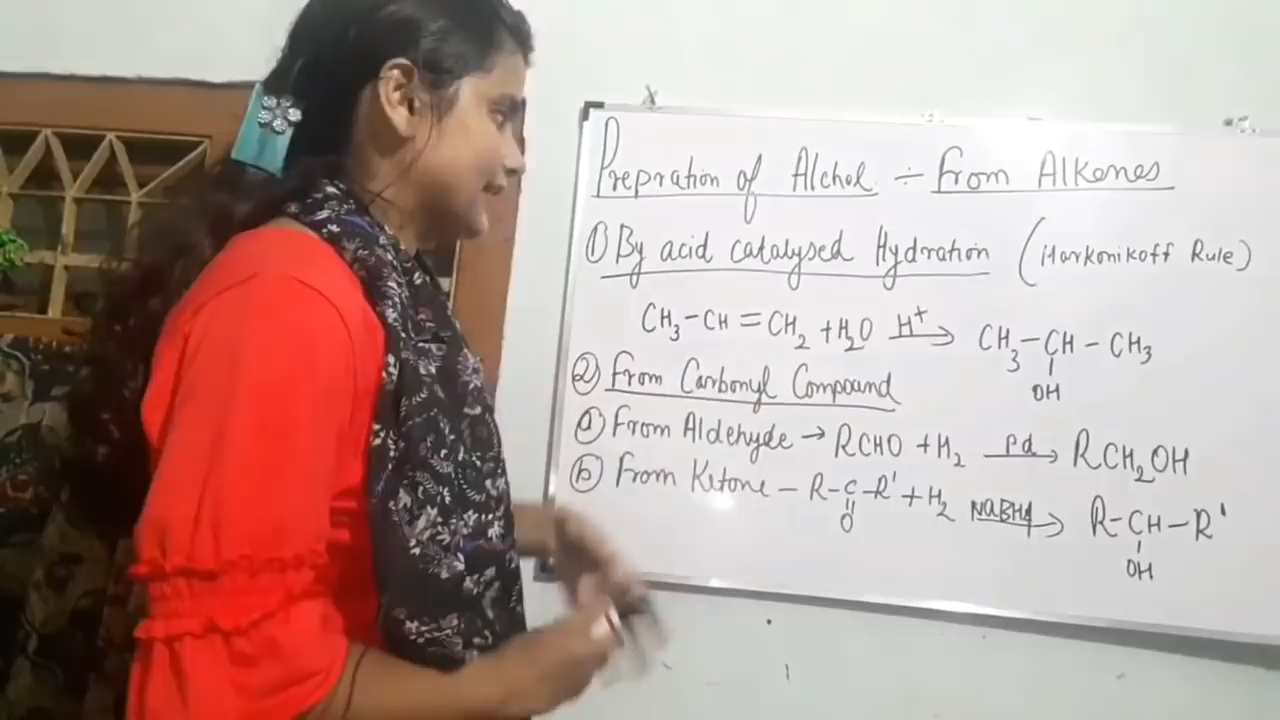 Prepration of Alchol ÷ From Alkenes
① By acid catalysed Hydration (Markonikoff Rule)
CH3-CH=CH2 + H2O H+→ CH3-CH-CH3
OH
② From Carbonyl Compound
ⓐ From Aldehyde → RCHO + H2 Pd→ RCH2OH
ⓑ From Ketone - R-C-R' + H2 NaBH4→ R-CH-R'
O OH